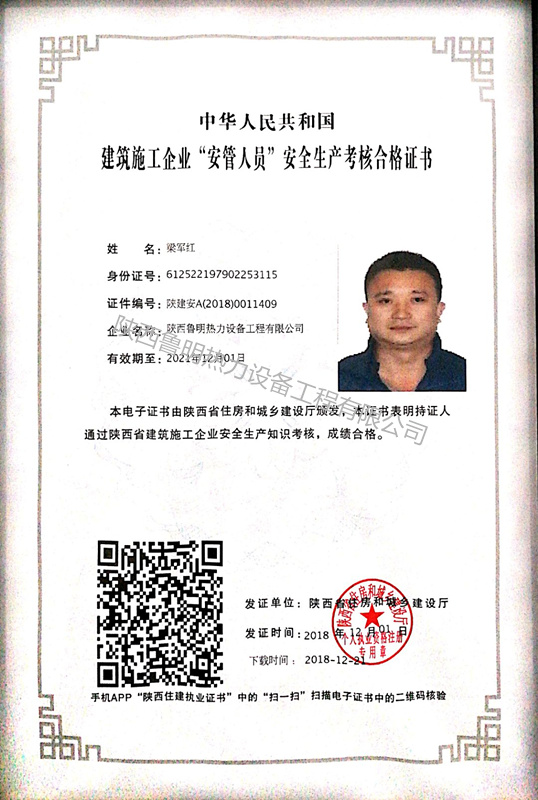 中华人民共和国
建筑施工企业“安管人员”安全生产考核合格证书
姓 名：梁军红
身份证号：612522197902253115
证件编号：陕建安A(2018)0011409
企业名称：陕西鲁明热力设备工程有限公司
有效期至：2021年12月01日
陕西鲁明热力设备工程有限公司
本电子证书由陕西省住房和城乡建设厅颁发，本证书表明持证人
通过陕西省建筑施工企业安全生产知识考核，成绩合格。
发证单位：陕西省住房和城乡建设厅
发证时间：2018 年 12 月 01 日
下载时间： 2018-12-21
陕西省住房和城乡建设厅
个人执业资格注册
专用章
手机APP“陕西住建执业证书”中的“扫一扫”扫描电子证书中的二维码核验